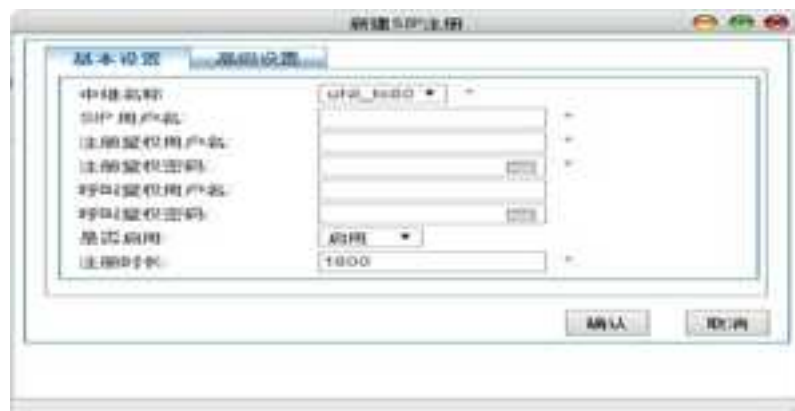 新建SIP注册
基本设置 高级设置
中继名称:
SIP 用户名:
注册鉴权用户名:
注册鉴权密码:
呼叫鉴权用户名:
呼叫鉴权密码:
是否启用: 启用
注册时长: 1800
确认 取消